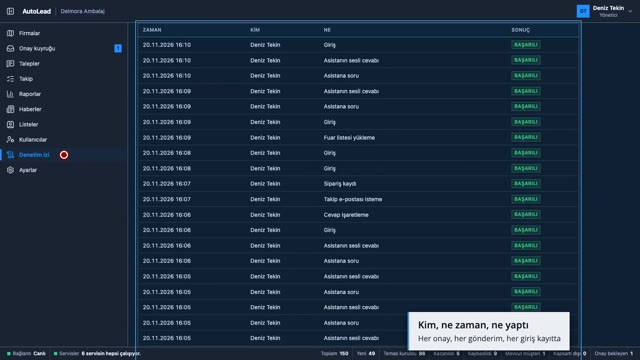 AutoLead Delmora Ambalaj
DT Deniz Tekin
Yönetici
Firmalar
Onay kuyruğu 1
Talepler
Takip
Raporlar
Haberler
Listeler
Kullanıcılar
Denetim izi
Ayarlar
ZAMAN KİM NE SONUÇ
20.11.2026 16:10 Deniz Tekin Giriş BAŞARILI
20.11.2026 16:10 Deniz Tekin Asistanın sesli cevabı BAŞARILI
20.11.2026 16:10 Deniz Tekin Asistana soru BAŞARILI
20.11.2026 16:09 Deniz Tekin Asistanın sesli cevabı BAŞARILI
20.11.2026 16:09 Deniz Tekin Asistana soru BAŞARILI
20.11.2026 16:09 Deniz Tekin Giriş BAŞARILI
20.11.2026 16:09 Deniz Tekin Fuar listesi yükleme BAŞARILI
20.11.2026 16:08 Deniz Tekin Giriş BAŞARILI
20.11.2026 16:08 Deniz Tekin Giriş BAŞARILI
20.11.2026 16:07 Deniz Tekin Sipariş kaydı BAŞARILI
20.11.2026 16:07 Deniz Tekin Takip e-postası isteme BAŞARILI
20.11.2026 16:06 Deniz Tekin Cevap işaretleme BAŞARILI
20.11.2026 16:06 Deniz Tekin Giriş BAŞARILI
20.11.2026 16:06 Deniz Tekin Asistanın sesli cevabı BAŞARILI
20.11.2026 16:06 Deniz Tekin Asistana soru BAŞARILI
20.11.2026 16:05 Deniz Tekin Asistanın sesli cevabı BAŞARILI
20.11.2026 16:05 Deniz Tekin Asistana soru BAŞARILI
20.11.2026 16:05 Deniz Tekin Asistanın sesli cevabı BAŞARILI
20.11.2026 16:05 Deniz Tekin Asistana soru
20.11.2026 16:05 Deniz Tekin Asistanın sesli cevabı
Kim, ne zaman, ne yaptı
Her onay, her gönderim, her giriş kayıtta
Bağlantı Canlı Servisler 6 servisin hepsi çalışıyor. Toplam 150 Yeni 49 Temas kuruldu 86 Kazanıldı 5 Kaybedildi 9 Mevcut müşteri 1 Kapsam dışı 0 Onay bekleyen 1